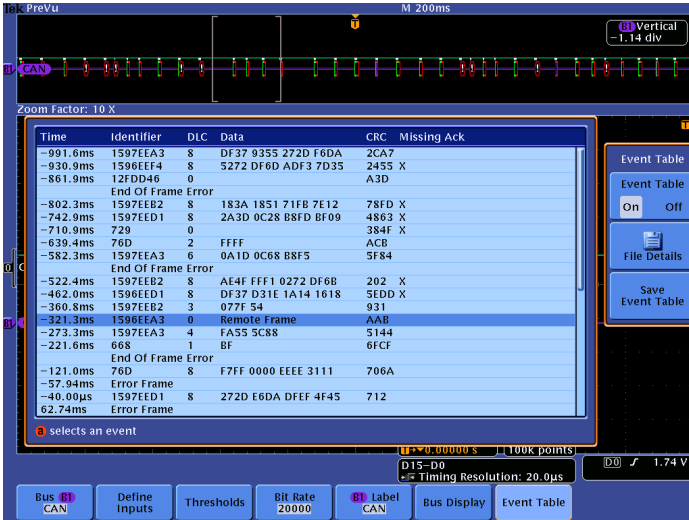 Tek PreVu M 200ms
T
B1 Vertical
−1.14 div
B1 CAN
Zoom Factor: 10 X
Time Identifier DLC Data CRC Missing Ack
−991.6ms 1597EEA3 8 DF37 9355 272D F6DA 2CA7
−930.9ms 1596EEF4 8 5272 DF6D ADF3 7D35 2455 X
−861.9ms 12FDD46 0 A3D
End Of Frame Error
−802.3ms 1597EEB2 8 183A 1851 71FB 7E12 78FD X
−742.9ms 1597EED1 8 2A3D 0C28 B8FD BF09 4863 X
−710.9ms 729 0 384F X
−639.4ms 76D 2 FFFF ACB
−582.3ms 1597EEA3 6 0A1D 0C68 B8F5 5F84
End Of Frame Error
−522.4ms 1597EEB2 8 AE4F FFF1 0272 DF6B 202 X
−462.0ms 1596EED1 8 DF37 D31E 1A14 1618 5EDD X
−360.8ms 1597EEB2 3 077F 54 931
−321.3ms 1596EEA3 0 Remote Frame AAB
−273.3ms 1597EEA3 4 FA55 5C88 5144
−221.6ms 668 1 BF 6FCF
End Of Frame Error
−121.0ms 76D 8 F7FF 0000 EEEE 3111 706A
−57.94ms Error Frame
−40.00µs 1597EED1 8 272D E6DA DFEF 4F45 712
62.74ms Error Frame
a selects an event
Event Table
Event Table
On Off
File Details
Save
Event Table
B1
T→▼0.00000 s 100k points
D15−D0
Timing Resolution: 20.0µs
D0 1.74 V
Bus B1
CAN
Define
Inputs
Thresholds
Bit Rate
20000
B1 Label
CAN
Bus Display
Event Table